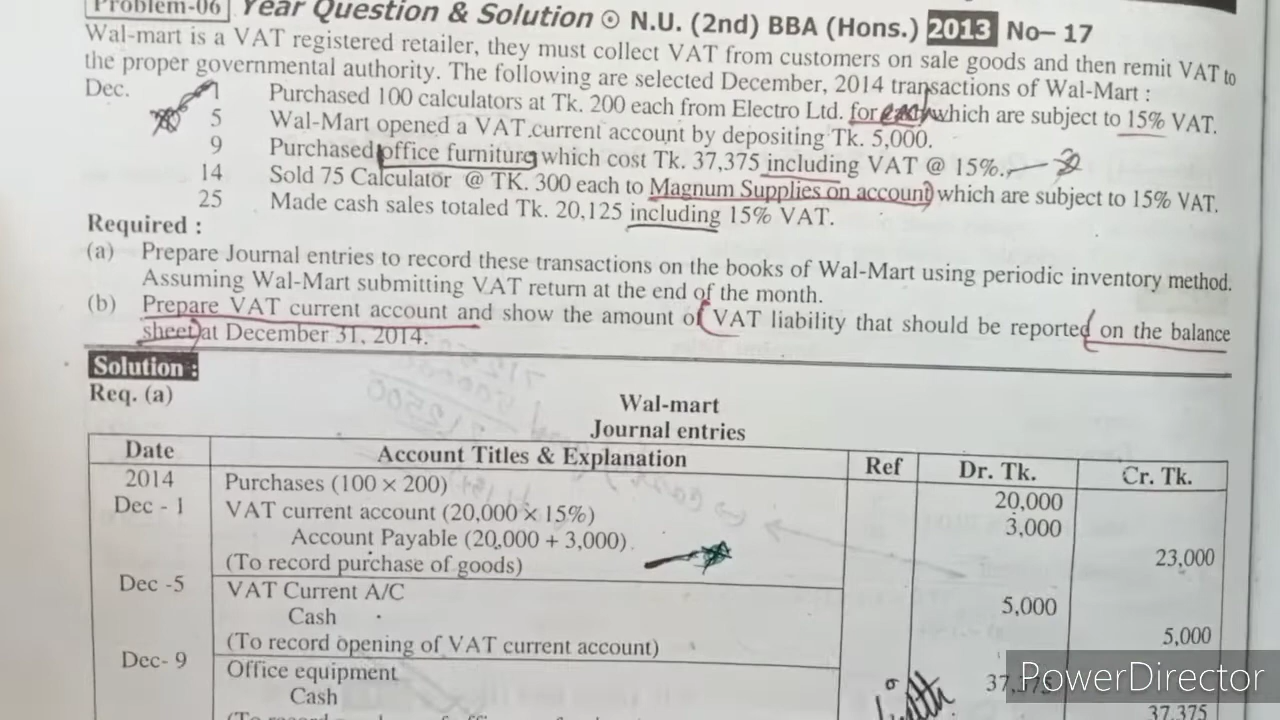 Problem-06 Year Question & Solution ⊙ N.U. (2nd) BBA (Hons.) 2013 No– 17
Wal-mart is a VAT registered retailer, they must collect VAT from customers on sale goods and then remit VAT to
the proper governmental authority. The following are selected December, 2014 transactions of Wal-Mart :
Dec. 1 Purchased 100 calculators at Tk. 200 each from Electro Ltd. for each which are subject to 15% VAT.
5 Wal-Mart opened a VAT current account by depositing Tk. 5,000.
9 Purchased office furniture which cost Tk. 37,375 including VAT @ 15%.
14 Sold 75 Calculator @ TK. 300 each to Magnum Supplies on account which are subject to 15% VAT.
25 Made cash sales totaled Tk. 20,125 including 15% VAT.
Required :
(a) Prepare Journal entries to record these transactions on the books of Wal-Mart using periodic inventory method.
Assuming Wal-Mart submitting VAT return at the end of the month.
(b) Prepare VAT current account and show the amount of VAT liability that should be reported on the balance
sheet at December 31, 2014.
Solution :
Req. (a)
Wal-mart
Journal entries
Date Account Titles & Explanation Ref Dr. Tk. Cr. Tk.
2014 Purchases (100 × 200) 20,000
Dec - 1 VAT current account (20,000 × 15%) 3,000
Account Payable (20,000 + 3,000) 23,000
(To record purchase of goods)
Dec -5 VAT Current A/C 5,000
Cash 5,000
(To record opening of VAT current account)
Dec- 9 Office equipment 37,375
Cash 37,375
PowerDirector